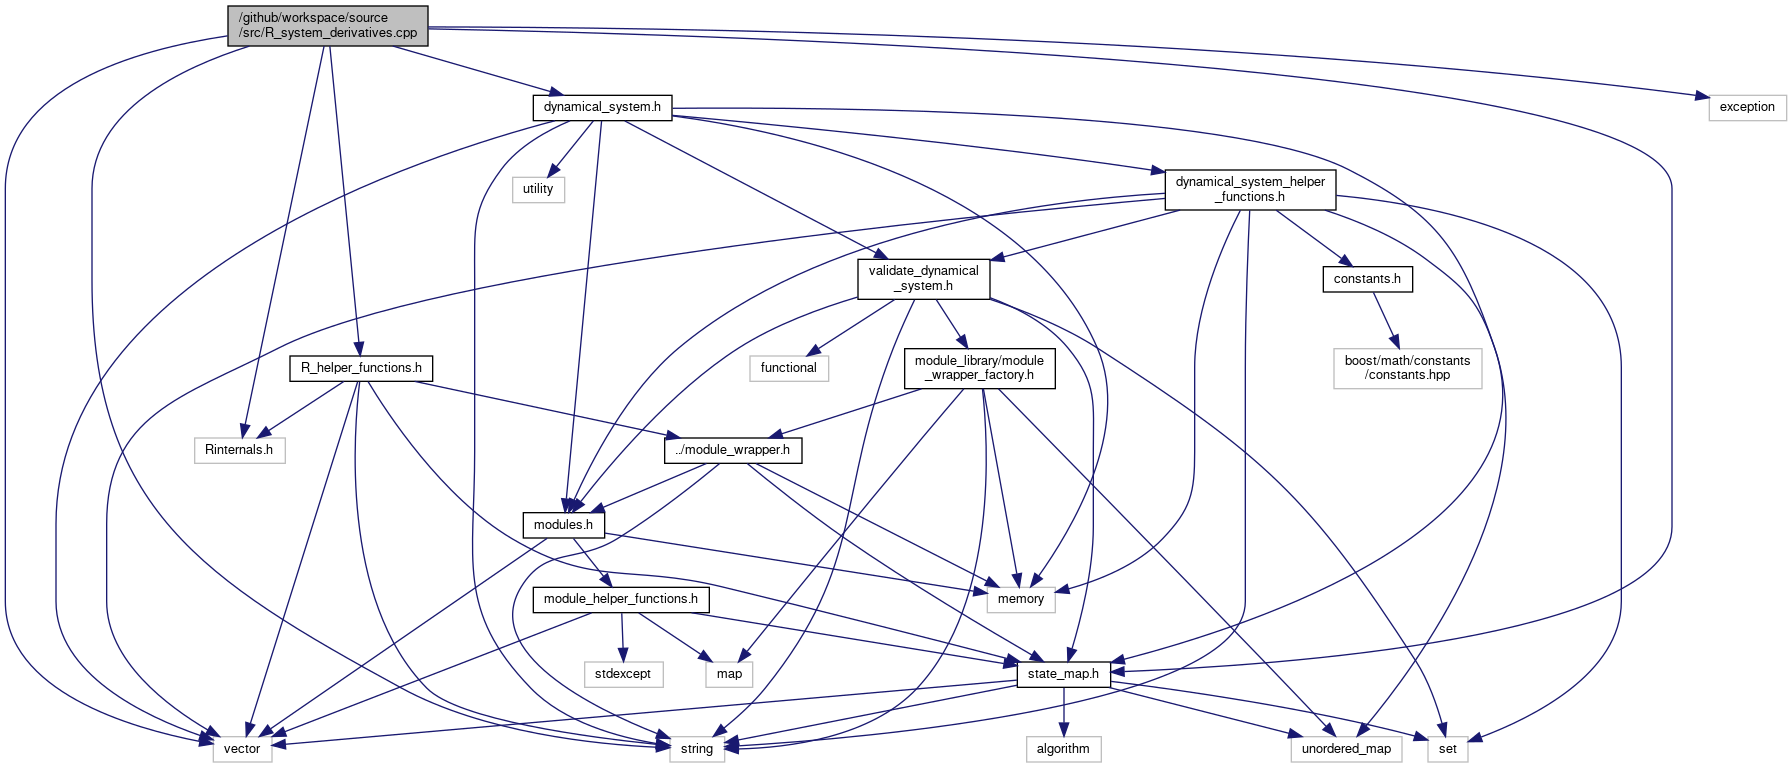 /github/workspace/source
/src/R_system_derivatives.cpp
dynamical_system.h
exception
utility
dynamical_system_helper
_functions.h
validate_dynamical
_system.h
constants.h
R_helper_functions.h
functional
module_library/module
_wrapper_factory.h
boost/math/constants
/constants.hpp
Rinternals.h
../module_wrapper.h
modules.h
module_helper_functions.h
memory
stdexcept
map
state_map.h
vector
string
algorithm
unordered_map
set